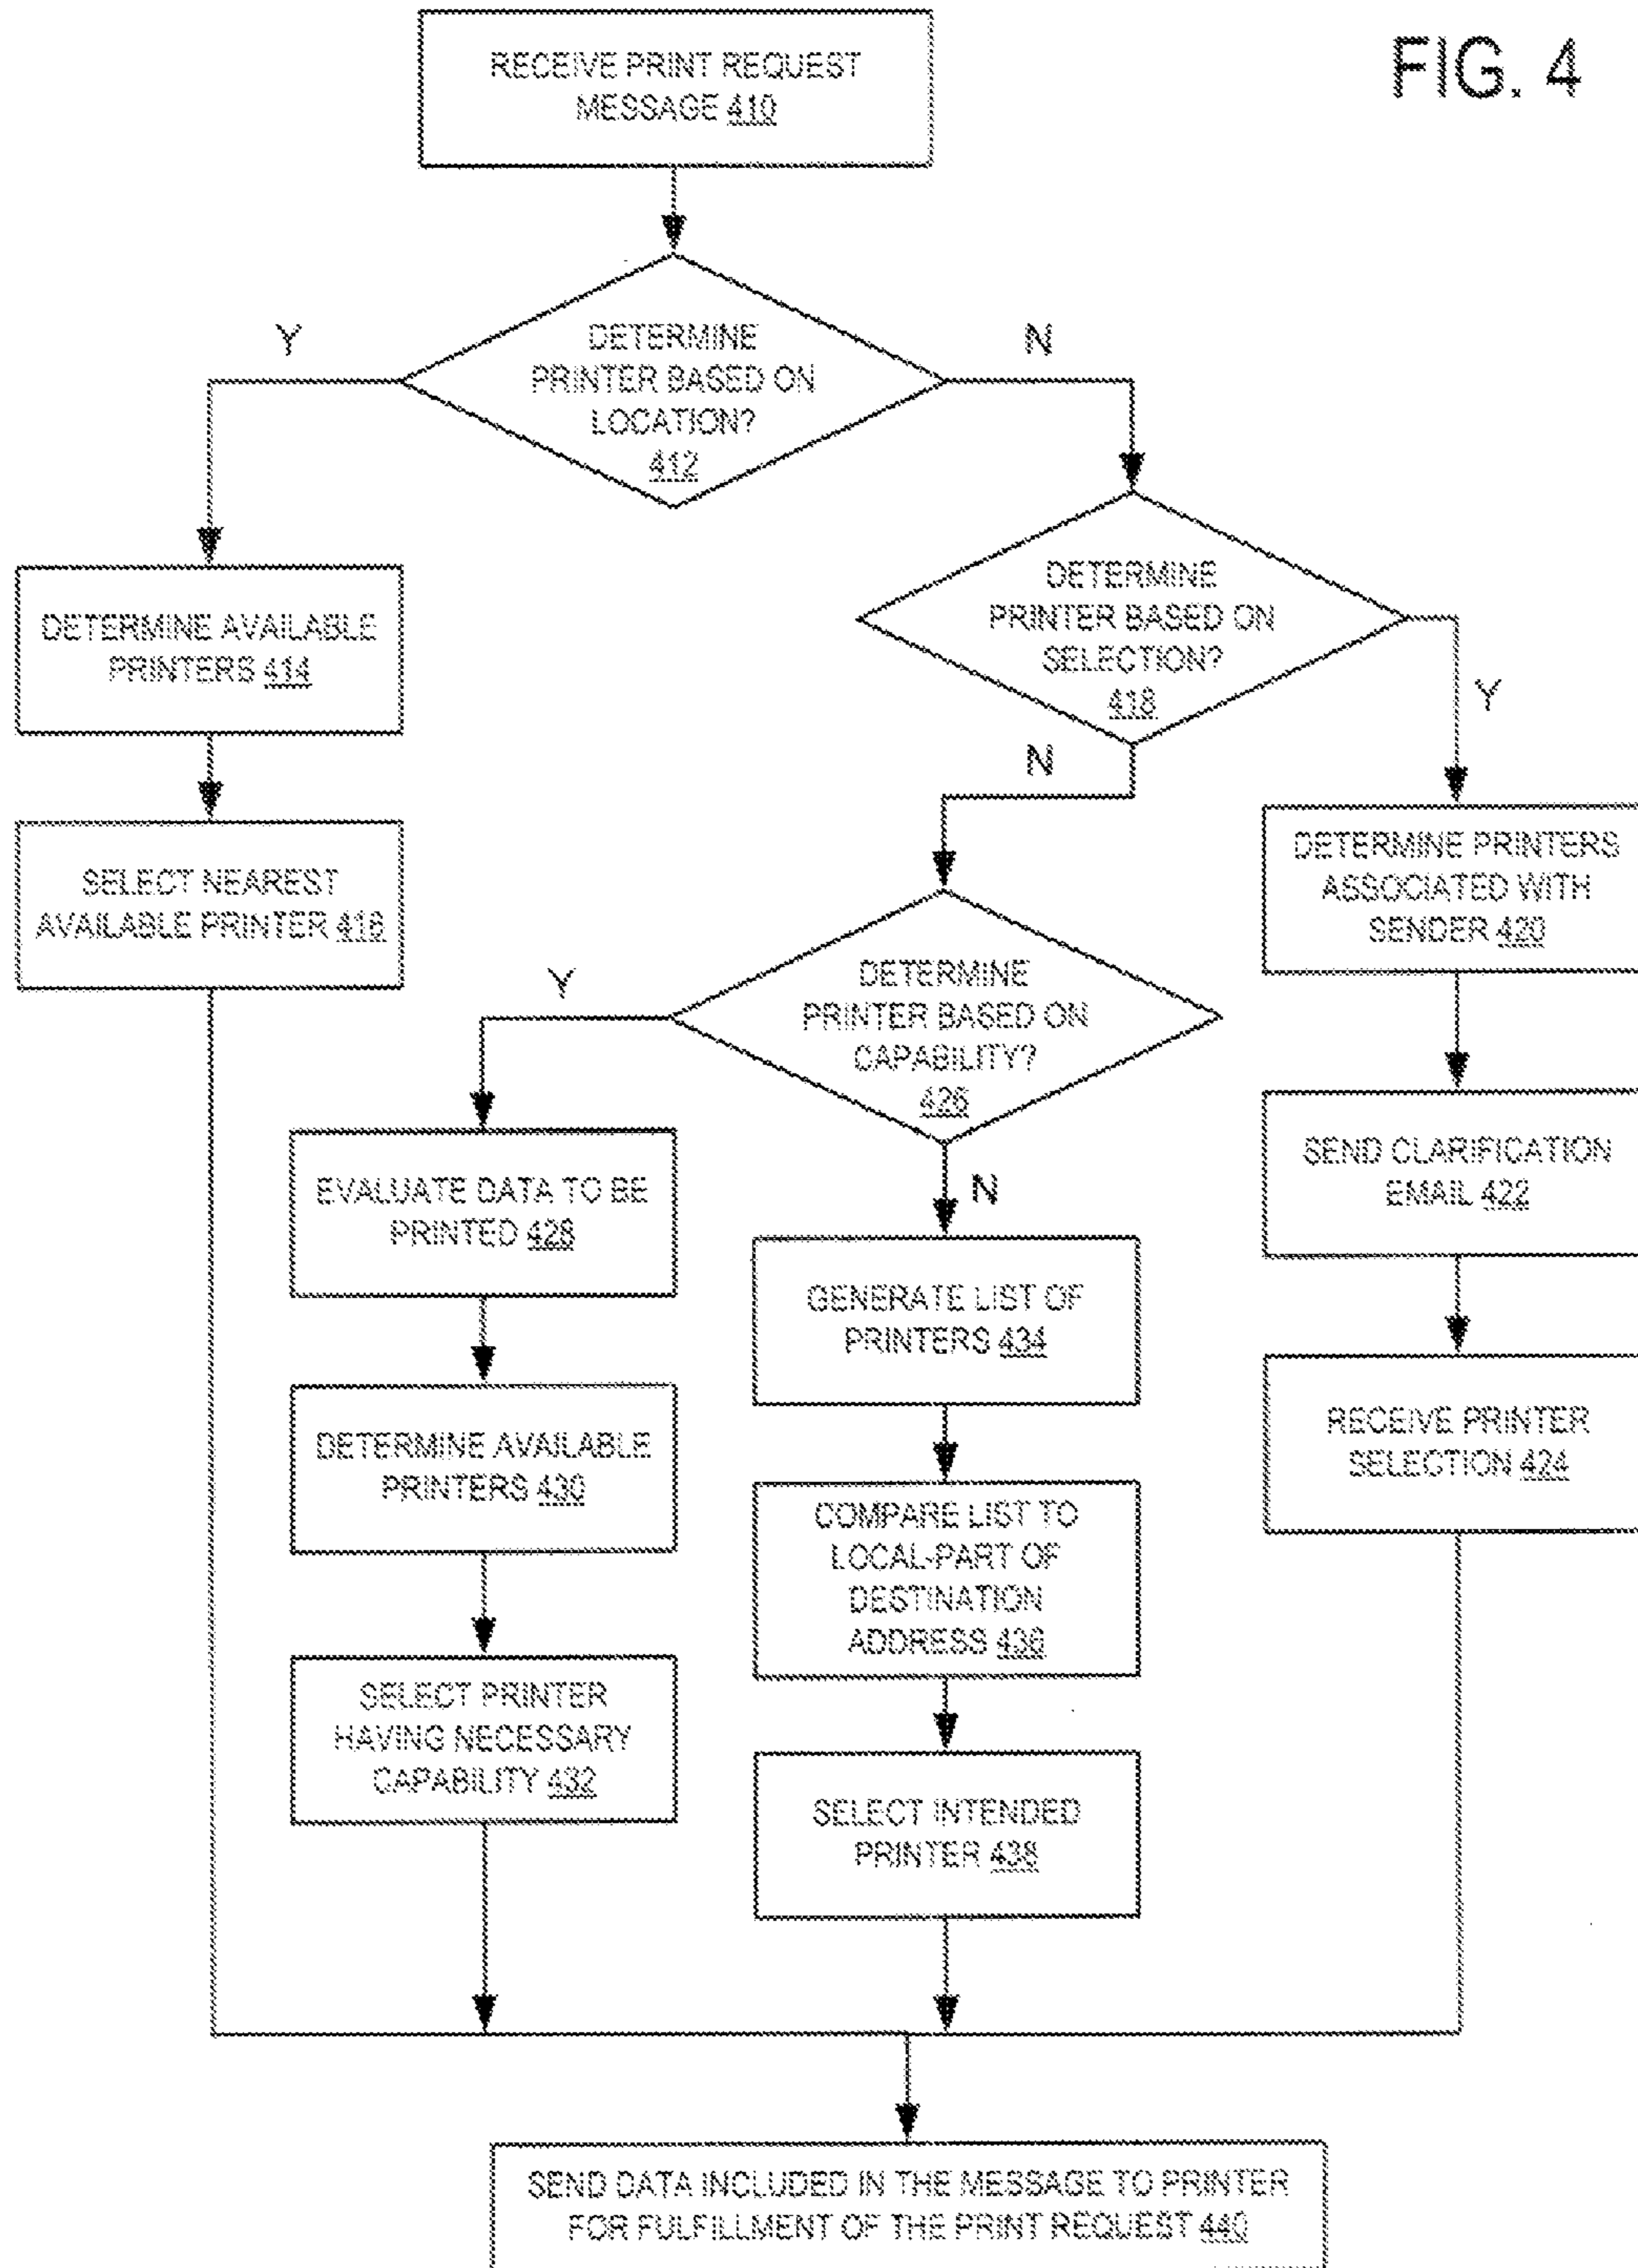 FIG. 4
RECEIVE PRINT REQUEST
MESSAGE 410
DETERMINE
PRINTER BASED ON
LOCATION?
412
Y
N
DETERMINE AVAILABLE
PRINTERS 414
SELECT NEAREST
AVAILABLE PRINTER 416
DETERMINE
PRINTER BASED ON
SELECTION?
418
Y
N
DETERMINE PRINTERS
ASSOCIATED WITH
SENDER 420
SEND CLARIFICATION
EMAIL 422
RECEIVE PRINTER
SELECTION 424
DETERMINE
PRINTER BASED ON
CAPABILITY?
426
Y
N
EVALUATE DATA TO BE
PRINTED 428
DETERMINE AVAILABLE
PRINTERS 430
SELECT PRINTER
HAVING NECESSARY
CAPABILITY 432
GENERATE LIST OF
PRINTERS 434
COMPARE LIST TO
LOCAL-PART OF
DESTINATION
ADDRESS 436
SELECT INTENDED
PRINTER 438
SEND DATA INCLUDED IN THE MESSAGE TO PRINTER
FOR FULFILLMENT OF THE PRINT REQUEST 440